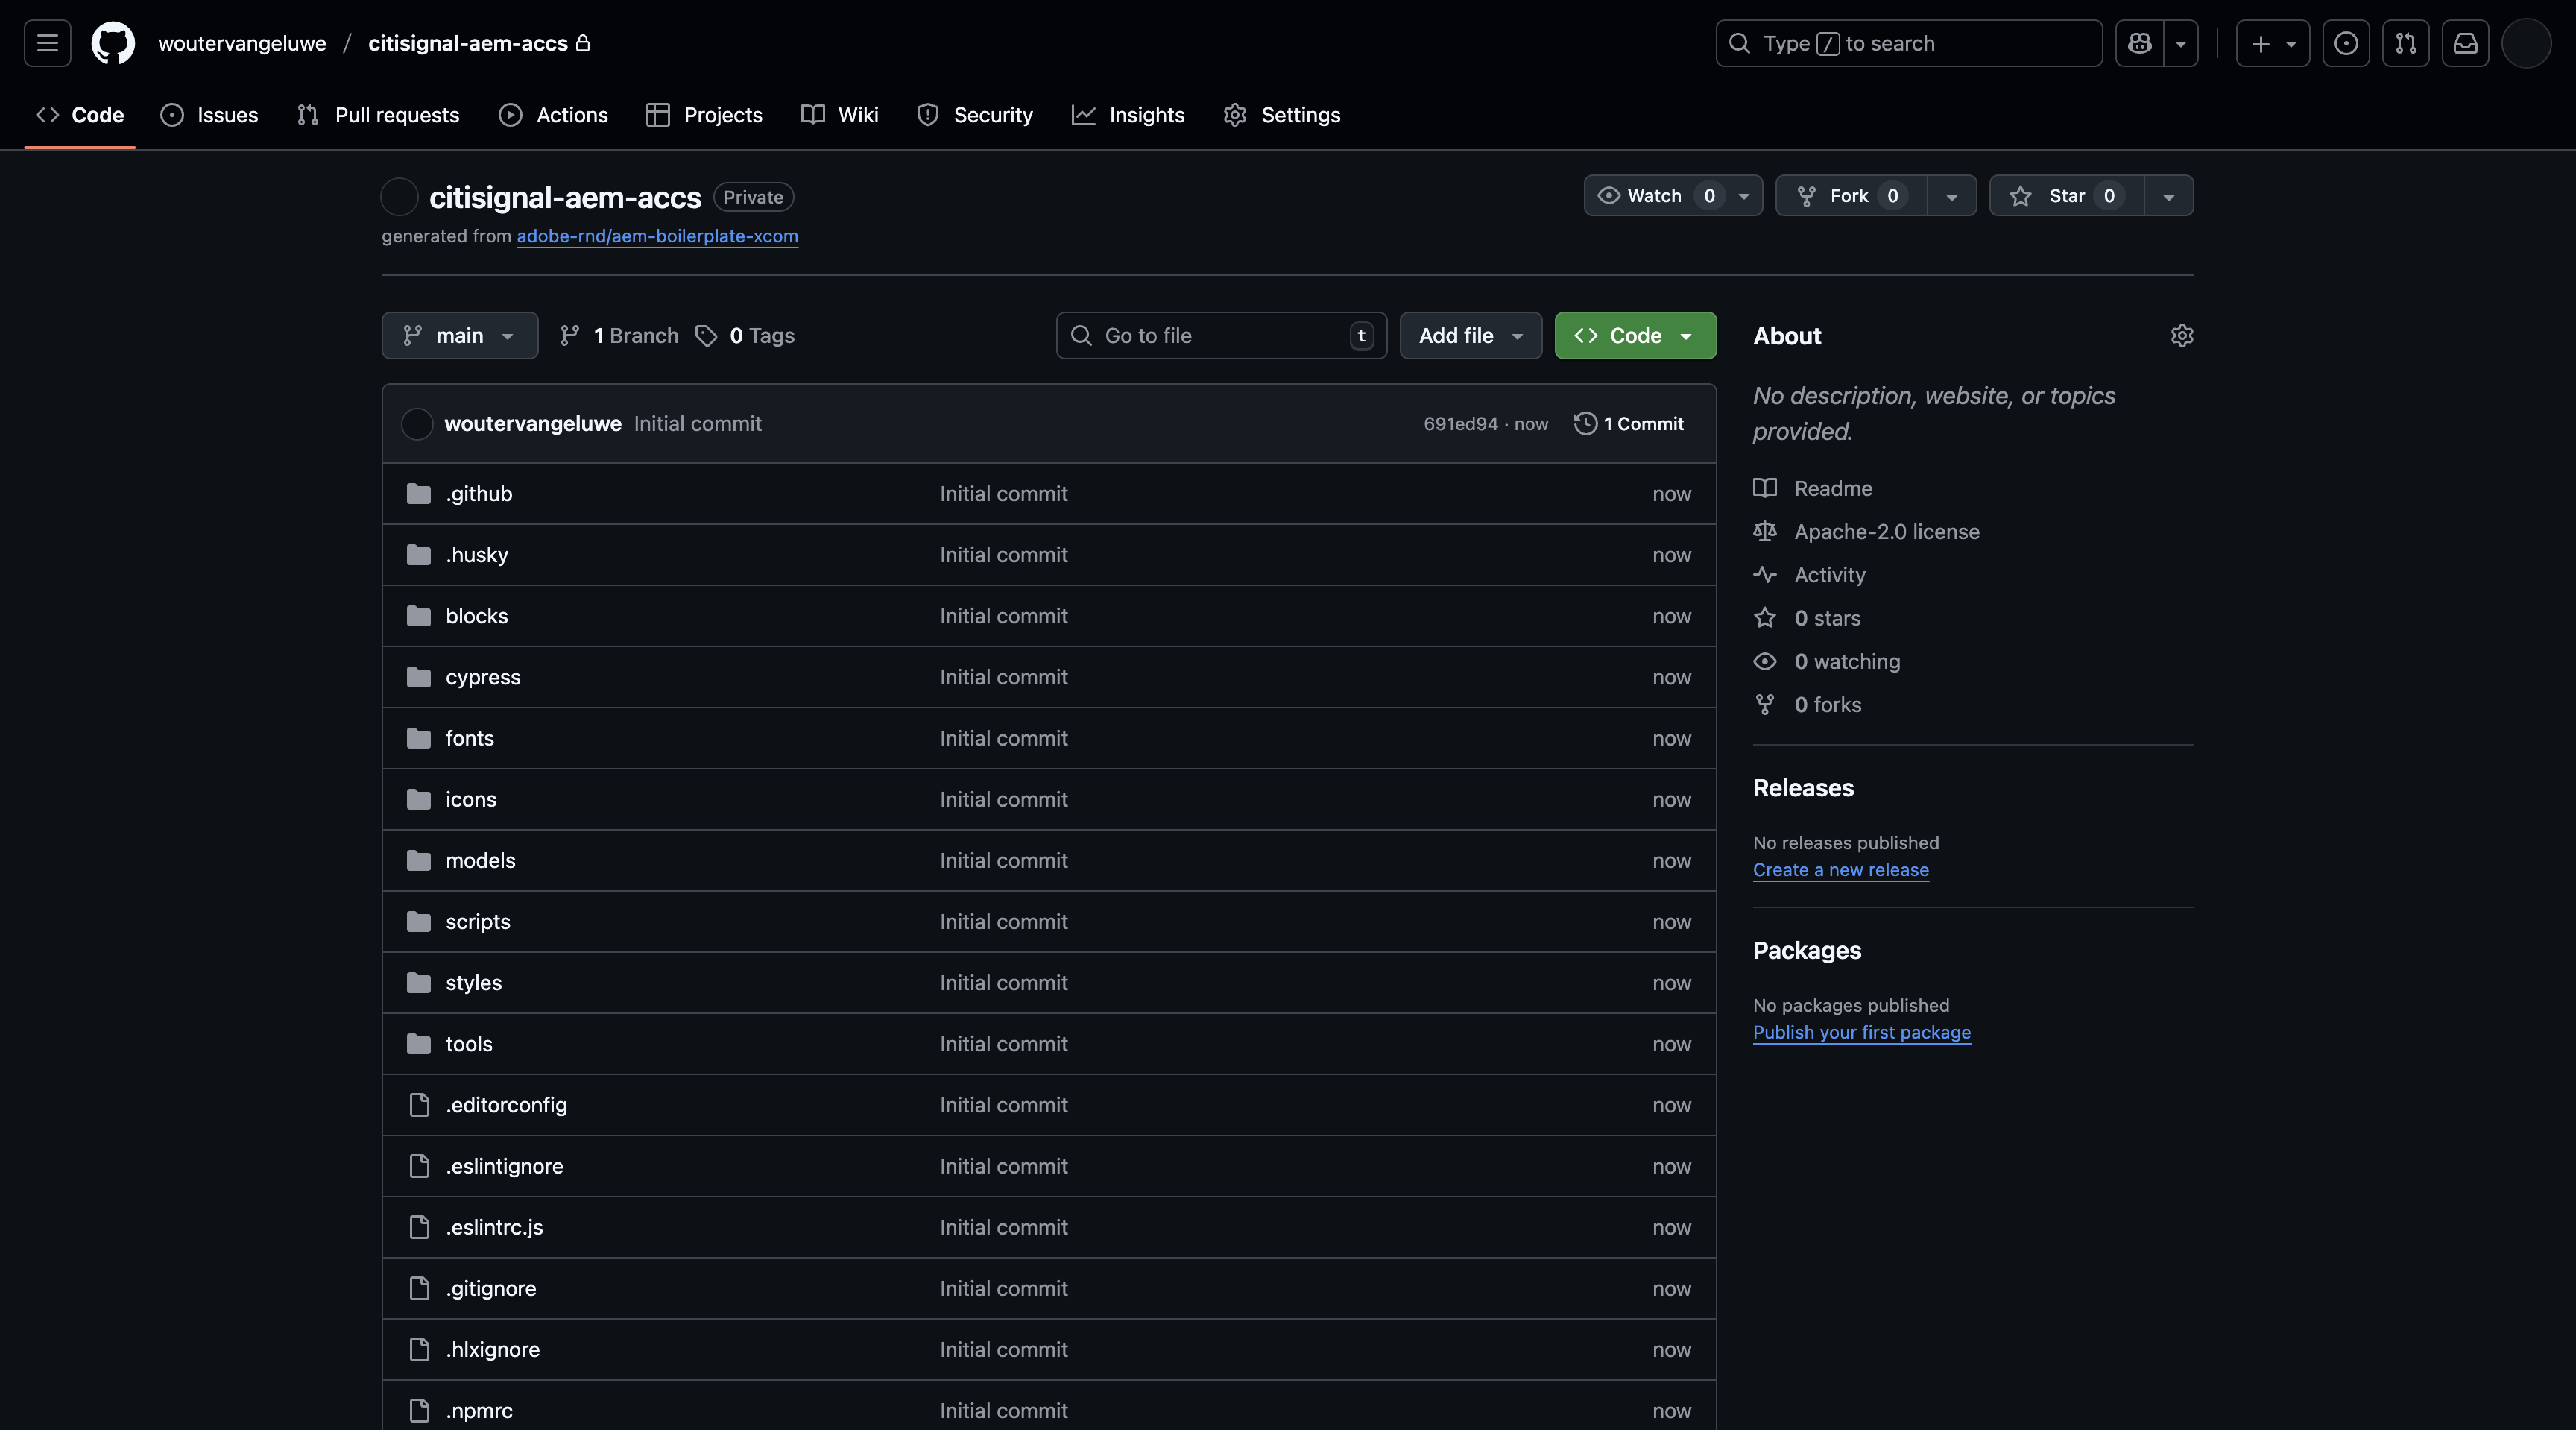 woutervangeluwe / citisignal-aem-accs
Type / to search
Code Issues Pull requests Actions Projects Wiki Security Insights Settings
citisignal-aem-accs Private
Watch 0 Fork 0 Star 0
generated from adobe-rnd/aem-boilerplate-xcom
main 1 Branch 0 Tags
Go to file t
Add file
Code
woutervangeluwe Initial commit 691ed94 · now 1 Commit
.github Initial commit now
.husky Initial commit now
blocks Initial commit now
cypress Initial commit now
fonts Initial commit now
icons Initial commit now
models Initial commit now
scripts Initial commit now
styles Initial commit now
tools Initial commit now
.editorconfig Initial commit now
.eslintignore Initial commit now
.eslintrc.js Initial commit now
.gitignore Initial commit now
.hlxignore Initial commit now
.npmrc Initial commit now
About
No description, website, or topics
provided.
Readme
Apache-2.0 license
Activity
0 stars
0 watching
0 forks
Releases
No releases published
Create a new release
Packages
No packages published
Publish your first package